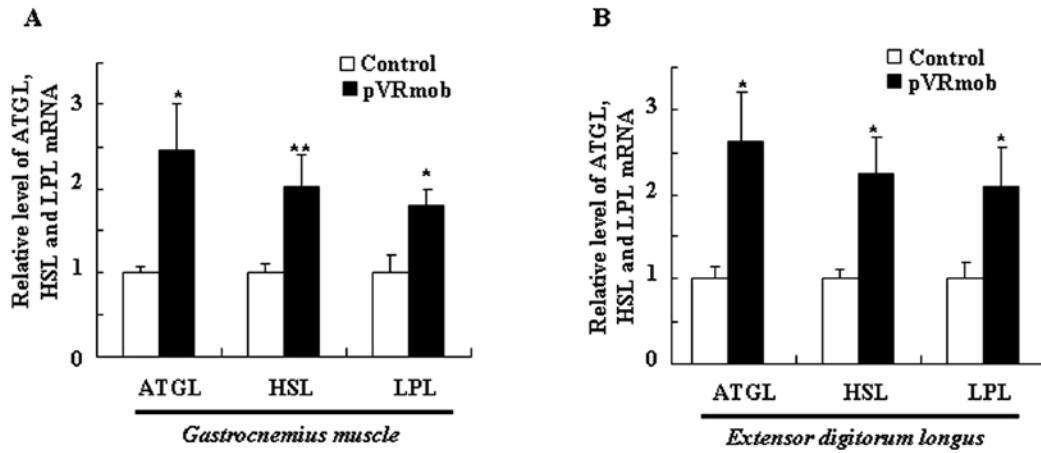 A
Control
pVRmob
Relative level of ATGL,
HSL and LPL mRNA
3
2
1
0
*
**
*
ATGL HSL LPL
Gastrocnemius muscle
B
Control
pVRmob
Relative level of ATGL,
HSL and LPL mRNA
3
2
1
0
*
*
*
ATGL HSL LPL
Extensor digitorum longus